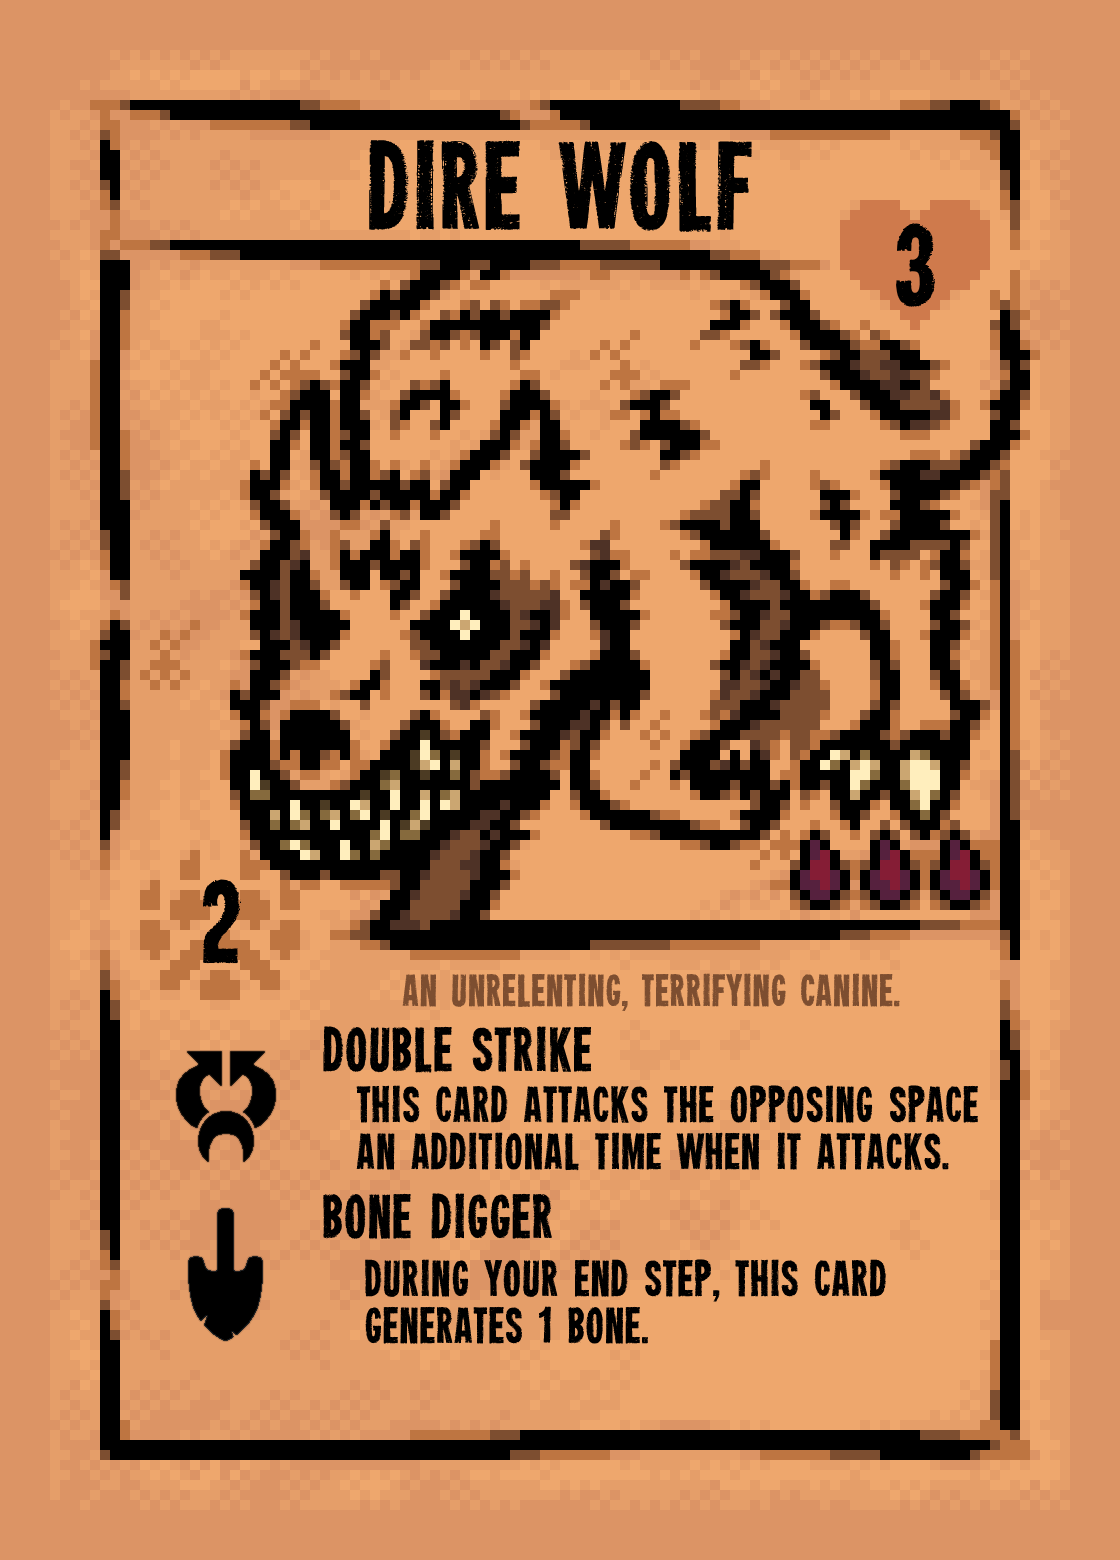 DIRE WOLF
3
2
AN UNRELENTING, TERRIFYING CANINE.
DOUBLE STRIKE
THIS CARD ATTACKS THE OPPOSING SPACE
AN ADDITIONAL TIME WHEN IT ATTACKS.
BONE DIGGER
DURING YOUR END STEP, THIS CARD
GENERATES 1 BONE.